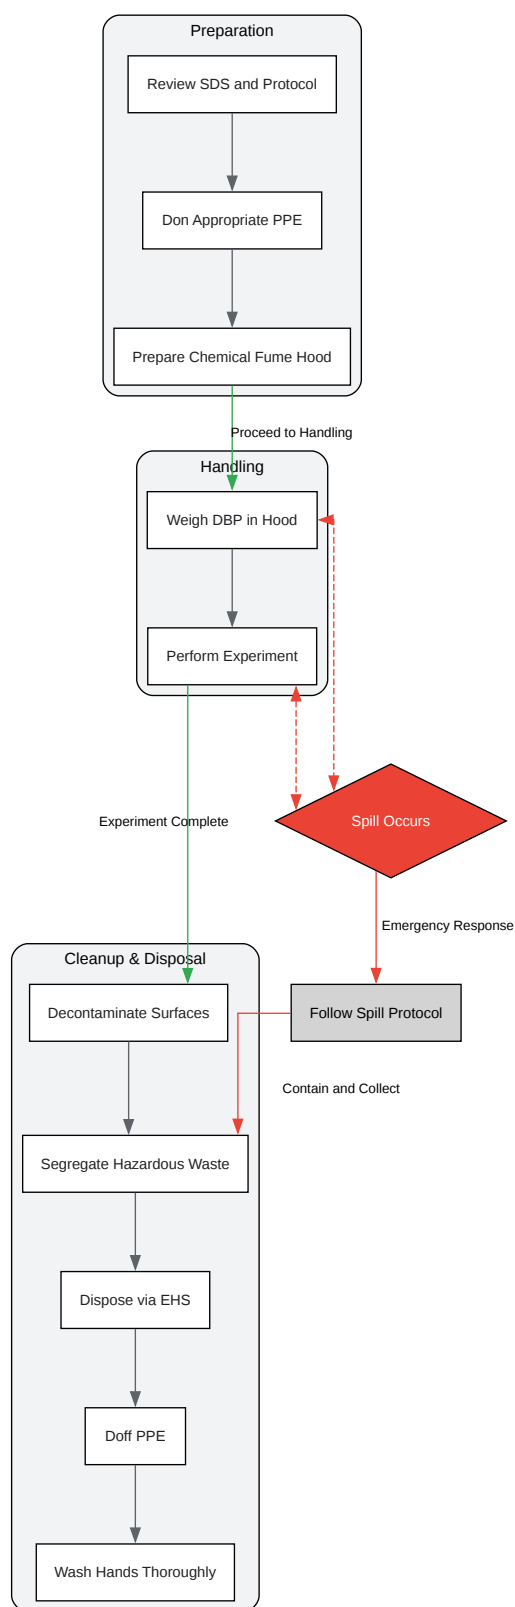 Preparation
Review SDS and Protocol
Don Appropriate PPE
Prepare Chemical Fume Hood
Proceed to Handling
Handling
Weigh DBP in Hood
Perform Experiment
Spill Occurs
Experiment Complete
Emergency Response
Cleanup & Disposal
Decontaminate Surfaces
Follow Spill Protocol
Contain and Collect
Segregate Hazardous Waste
Dispose via EHS
Doff PPE
Wash Hands Thoroughly